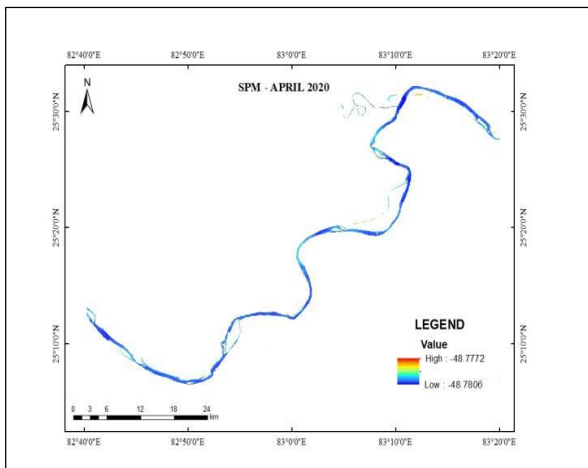 82°40'0"E 82°50'0"E 83°0'0"E 83°10'0"E 83°20'0"E
N
SPM - APRIL 2020
25°30'0"N 25°30'0"N
25°20'0"N 25°20'0"N
25°10'0"N 25°10'0"N
LEGEND
Value
High : -48.7772
Low : -48.7806
0 3 6 12 18 24
km
82°40'0"E 82°50'0"E 83°0'0"E 83°10'0"E 83°20'0"E